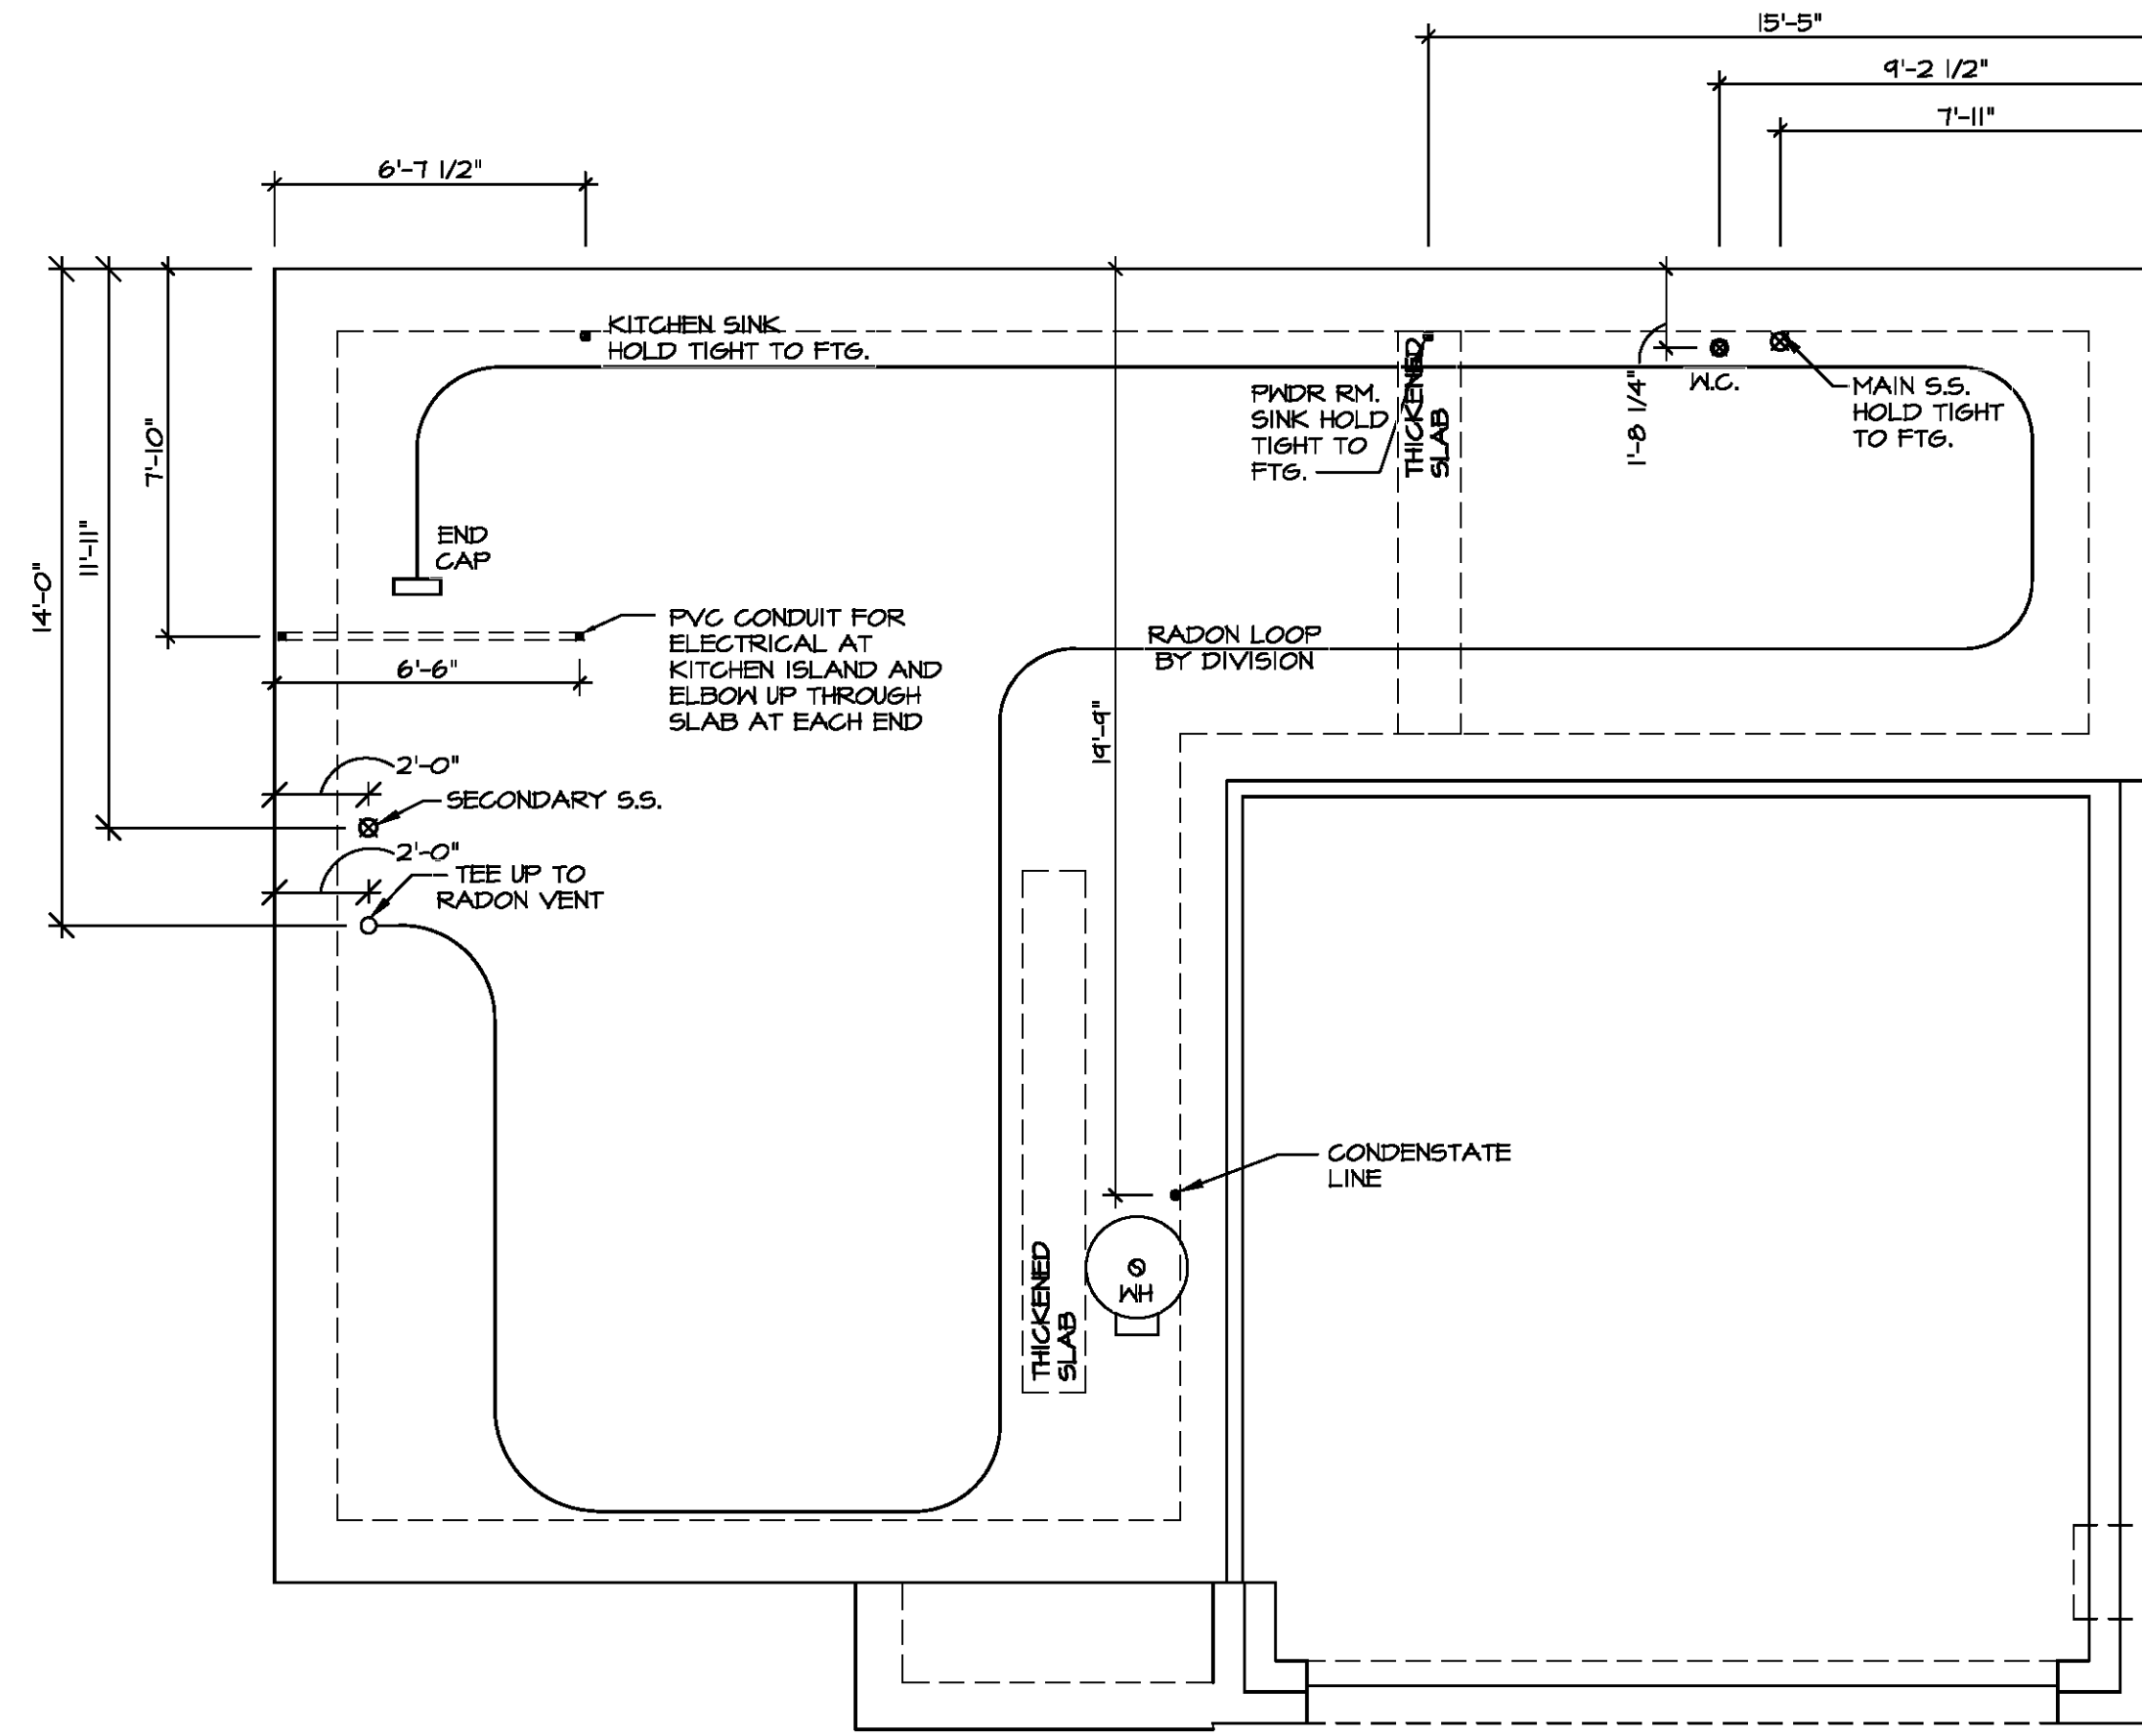 15'-5"
9'-2 1/2"
7'-11"
6'-7 1/2"
KITCHEN SINK
HOLD TIGHT TO FTG.
PWDR RM.
SINK HOLD
TIGHT TO
FTG.
THICKENED
SLAB
1'-8 1/4"
W.C.
MAIN S.S.
HOLD TIGHT
TO FTG.
7'-10"
11'-11"
14'-0"
END
CAP
PVC CONDUIT FOR
ELECTRICAL AT
KITCHEN ISLAND AND
ELBOW UP THROUGH
SLAB AT EACH END
RADON LOOP
BY DIVISION
6'-6"
19'-9"
2'-0"
SECONDARY S.S.
2'-0"
TEE UP TO
RADON VENT
CONDENSTATE
LINE
THICKENED
SLAB
S
WH